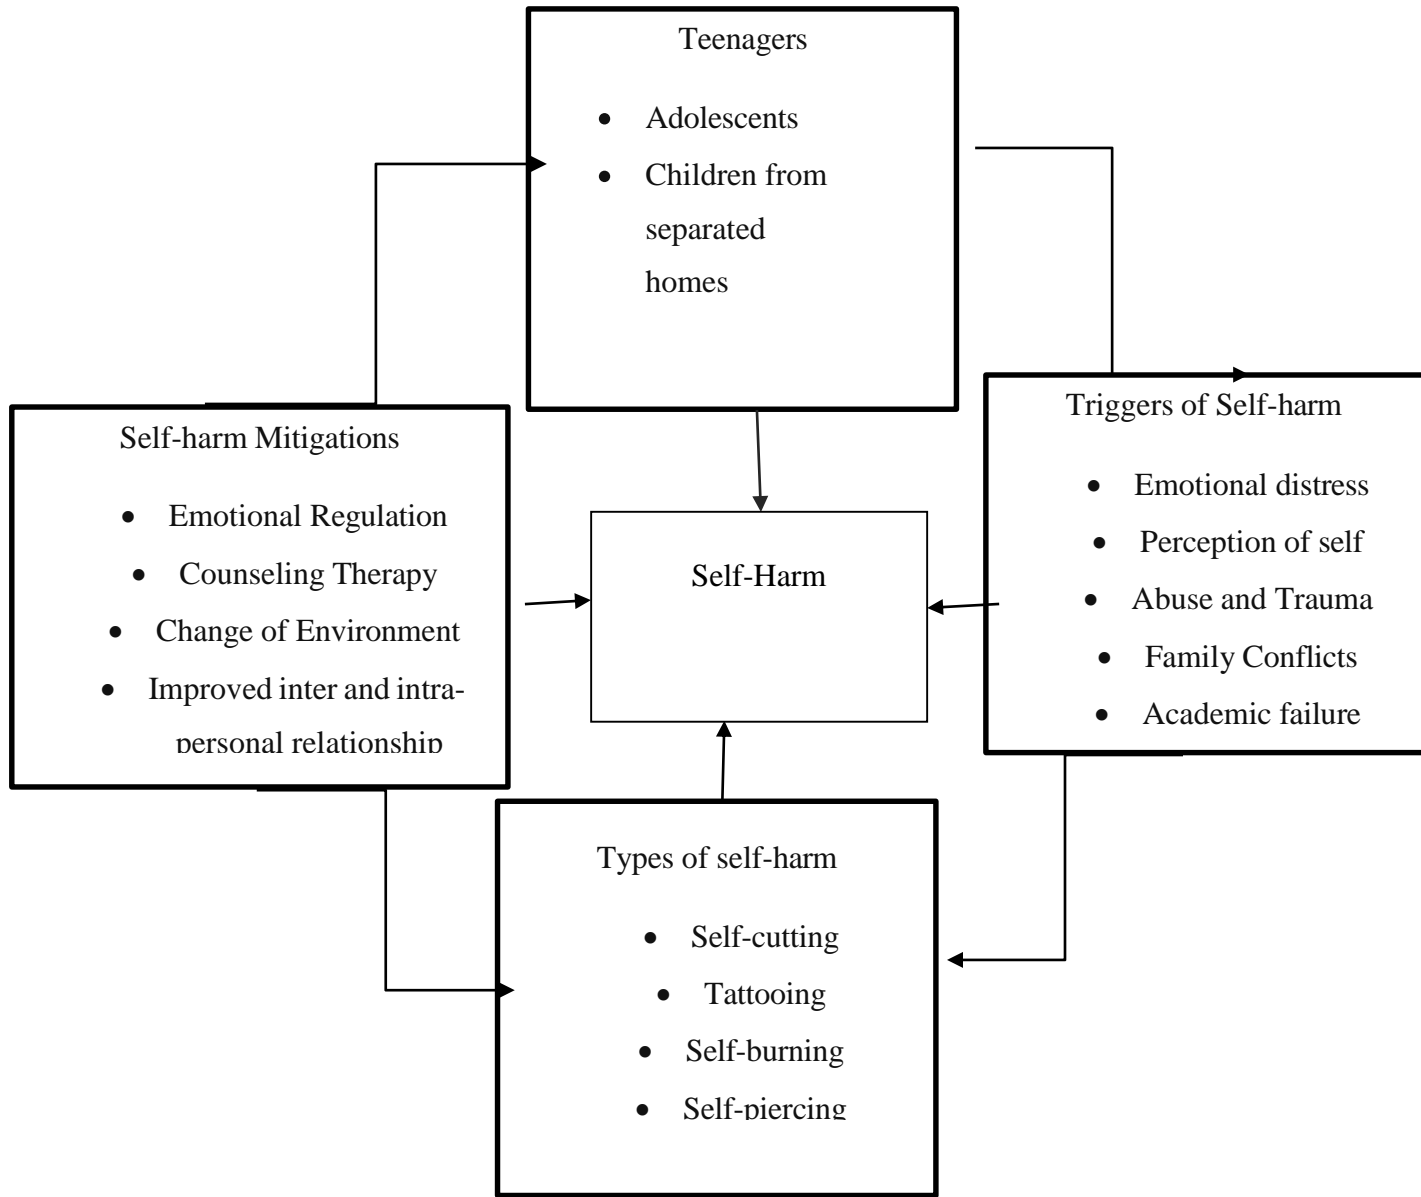 Teenagers
• Adolescents
• Children from
separated
homes
Self-harm Mitigations
• Emotional Regulation
• Counseling Therapy
• Change of Environment
• Improved inter and intra-
personal relationship
Self-Harm
Triggers of Self-harm
• Emotional distress
• Perception of self
• Abuse and Trauma
• Family Conflicts
• Academic failure
Types of self-harm
• Self-cutting
• Tattooing
• Self-burning
• Self-piercing